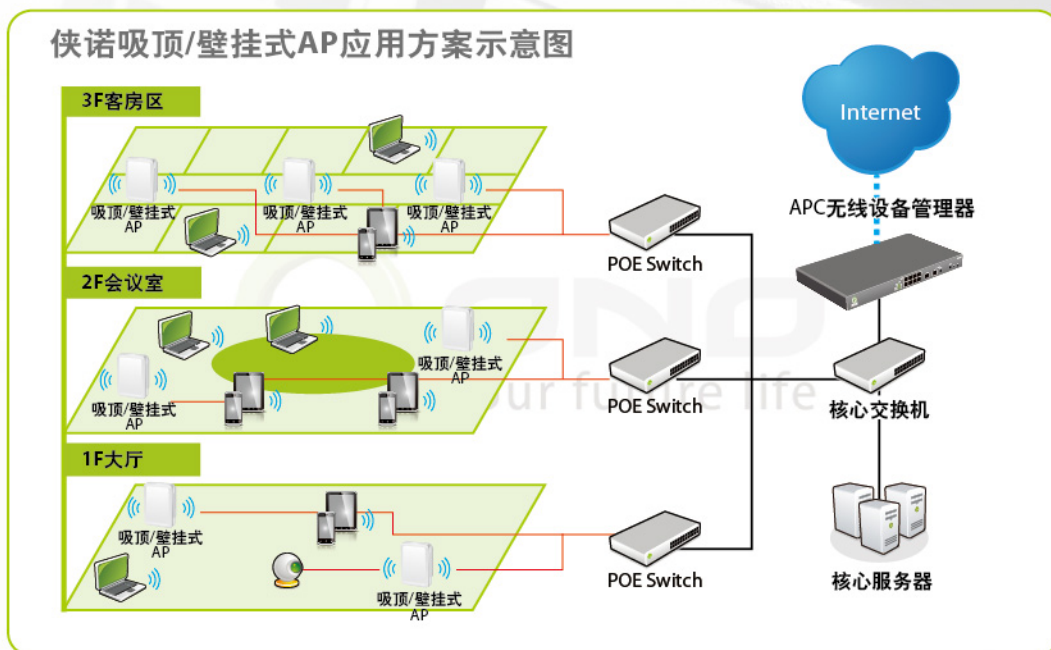 侠诺吸顶/壁挂式AP应用方案示意图
3F客房区
吸顶/壁挂式
AP
吸顶/壁挂式
AP
吸顶/壁挂式
AP
POE Switch
2F会议室
吸顶/壁挂式
AP
吸顶/壁挂式
AP
POE Switch
1F大厅
吸顶/壁挂式
AP
吸顶/壁挂式
AP
POE Switch
Internet
APC无线设备管理器
核心交换机
核心服务器
our future life